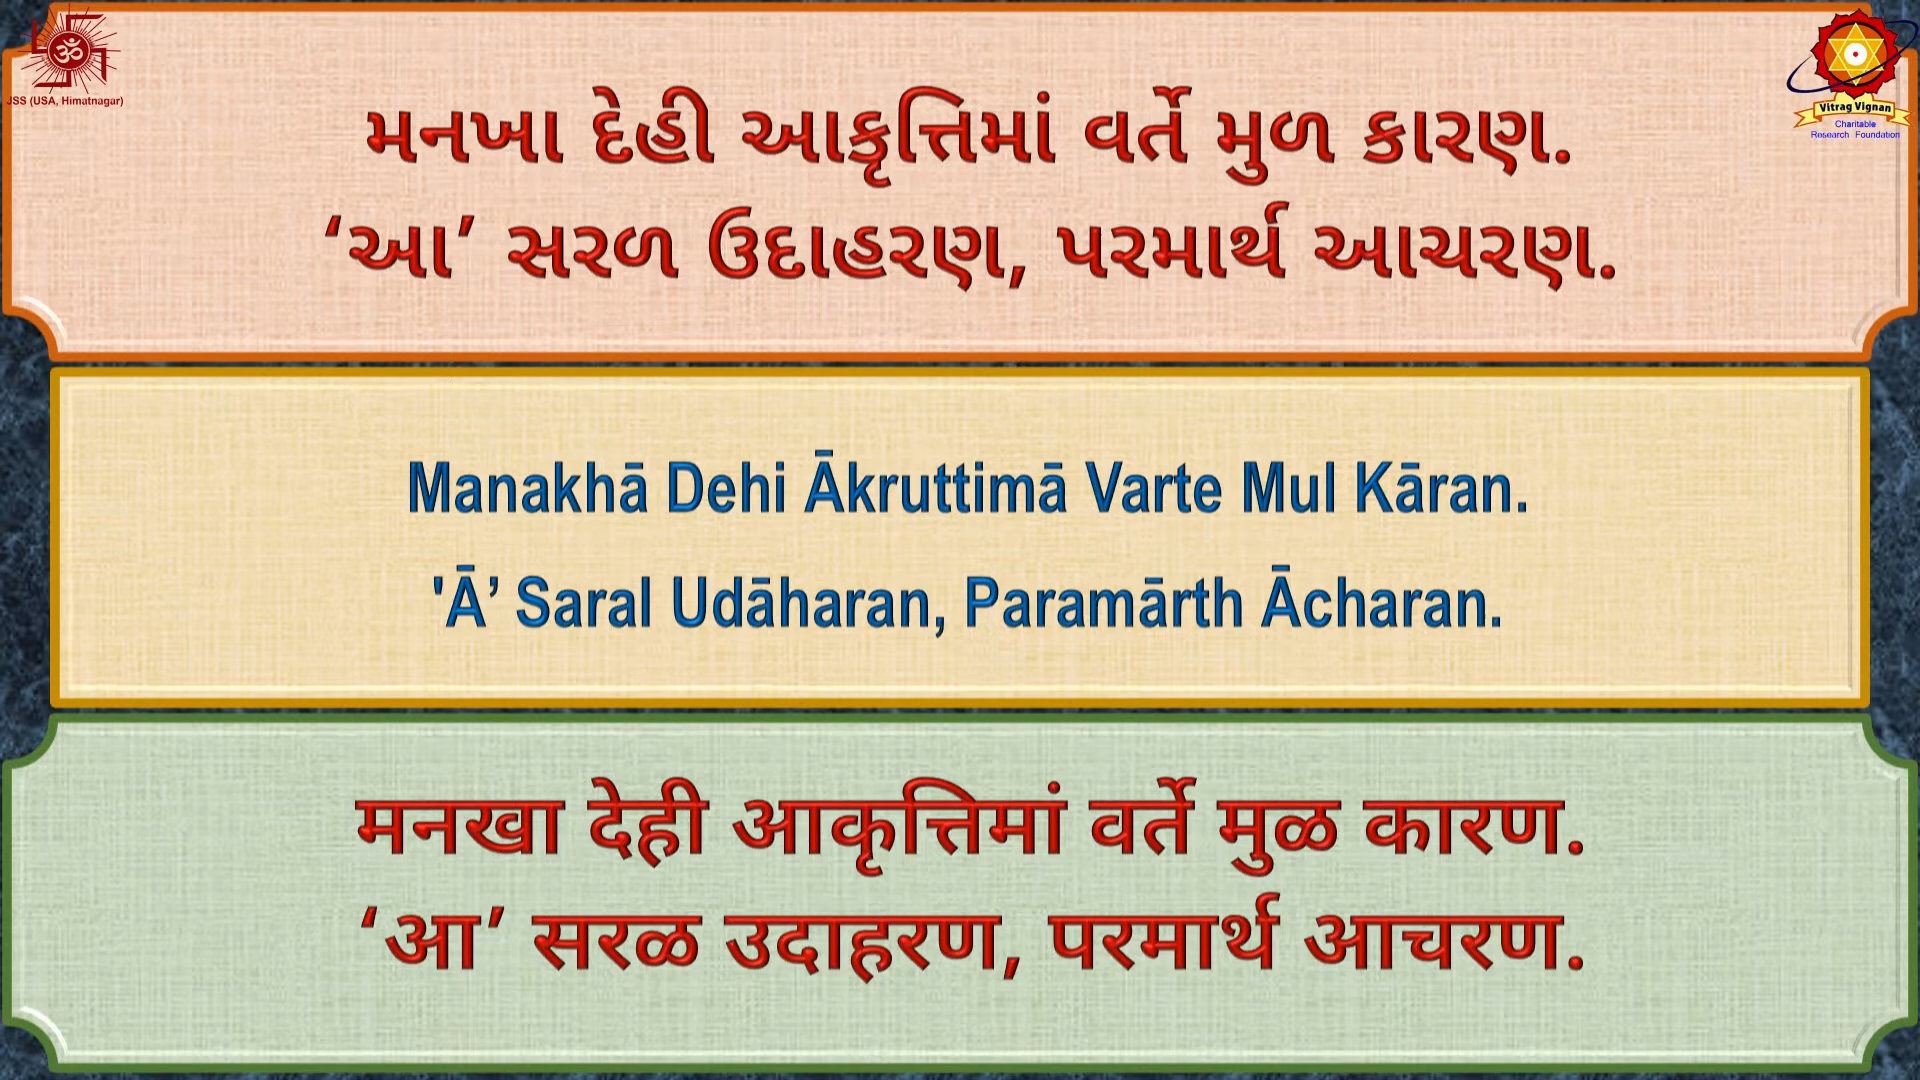 JSS (USA, Himatnagar)
Vitrag Vignan
Charitable
Research Foundation
મનખા દેહી આકૃત્તિમાં વર્તે મુળ કારણ.
‘આ’ સરળ ઉદાહરણ, પરમાર્થ આચરણ.
Manakhā Dehi Ākruttimā Varte Mul Kāran.
'Ā’ Saral Udāharan, Paramārth Ācharan.
मनखा देही आकृत्तिमां वर्ते मुळ कारण.
‘आ’ सरळ उदाहरण, परमार्थ आचरण.